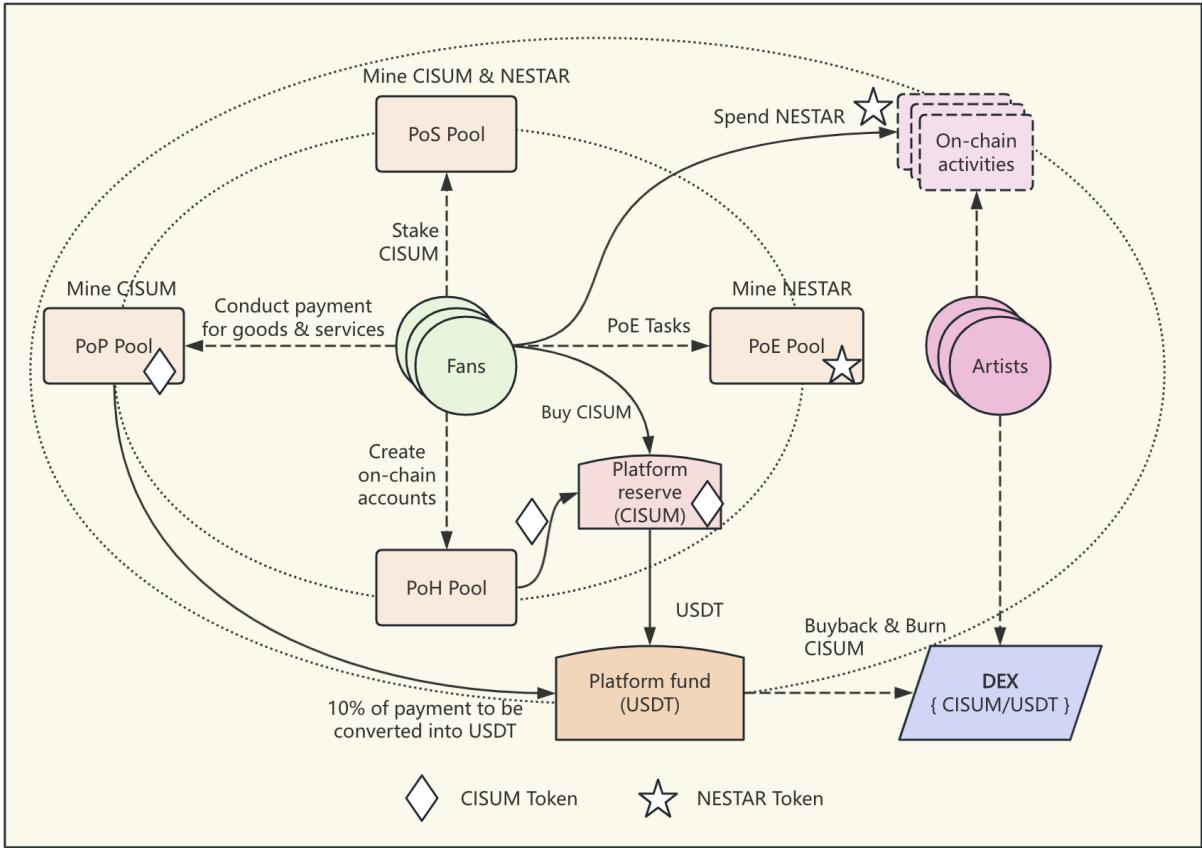 Mine CISUM & NESTAR
PoS Pool
Spend NESTAR
On-chain
activities
Stake
CISUM
Mine CISUM
Conduct payment
for goods & services
PoP Pool
Fans
PoE Tasks
Mine NESTAR
PoE Pool
Artists
Buy CISUM
Create
on-chain
accounts
Platform
reserve
(CISUM)
PoH Pool
USDT
Buyback & Burn
CISUM
10% of payment to be
converted into USDT
Platform fund
(USDT)
DEX
{ CISUM/USDT }
CISUM Token
NESTAR Token